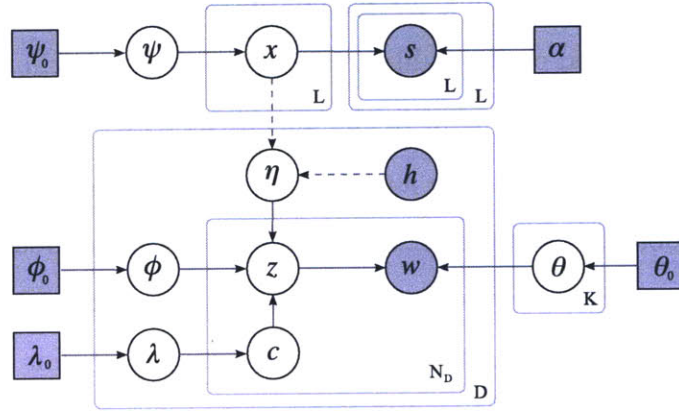 ψ₀ ψ x s α
L L L
η h
ϕ₀ ϕ z w θ θ₀
K
λ₀ λ c
N_D D